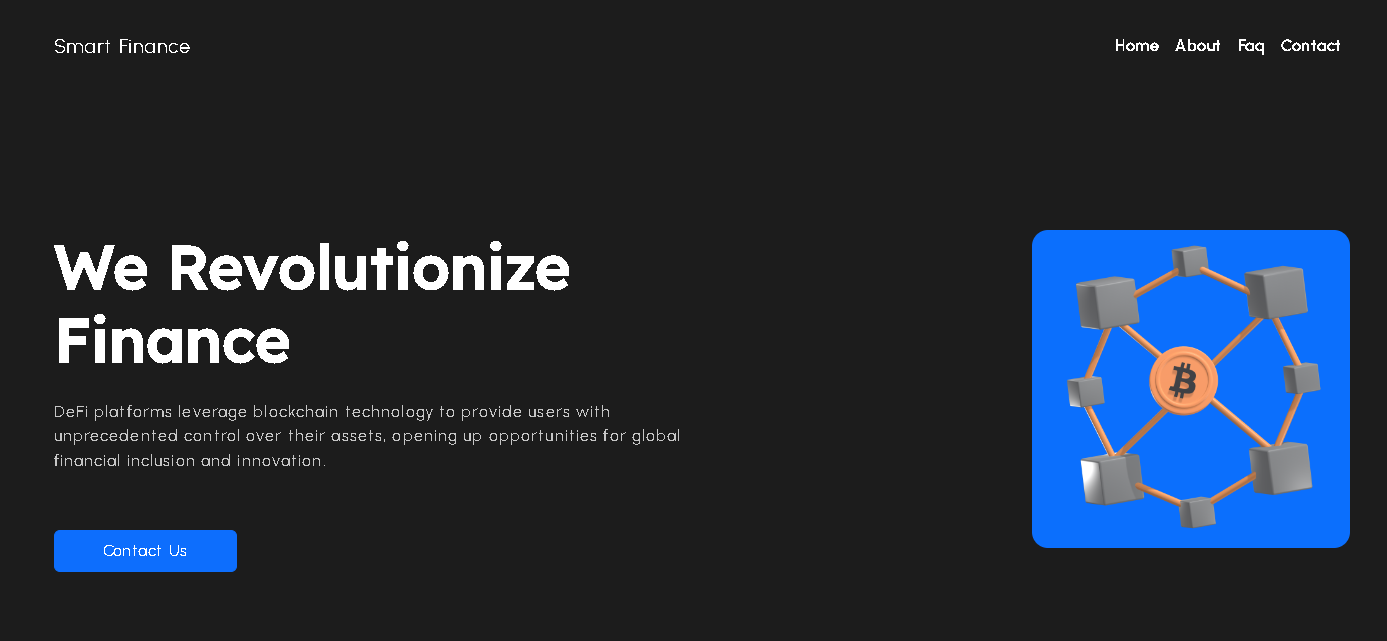 Smart Finance
Home About Faq Contact
We Revolutionize
Finance
DeFi platforms leverage blockchain technology to provide users with
unprecedented control over their assets, opening up opportunities for global
financial inclusion and innovation.
Contact Us